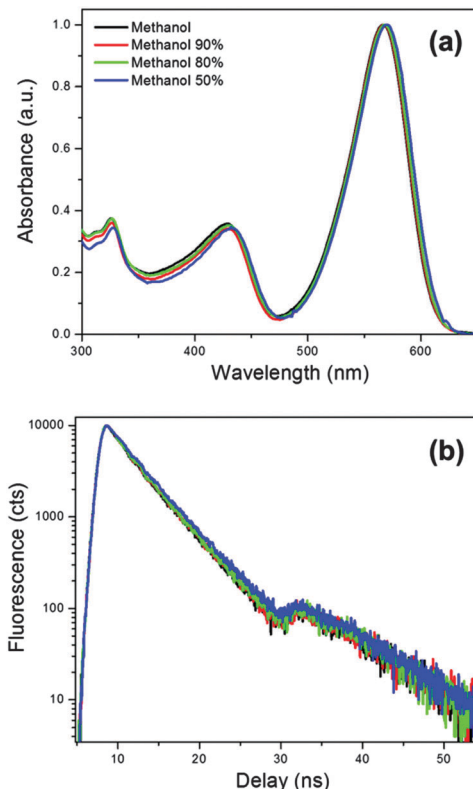 Methanol
Methanol 90%
Methanol 80%
Methanol 50%
(a)
Absorbance (a.u.)
1.0
0.8
0.6
0.4
0.2
0.0
300 400 500 600
Wavelength (nm)
(b)
Fluorescence (cts)
10000
1000
100
10
10 20 30 40 50
Delay (ns)